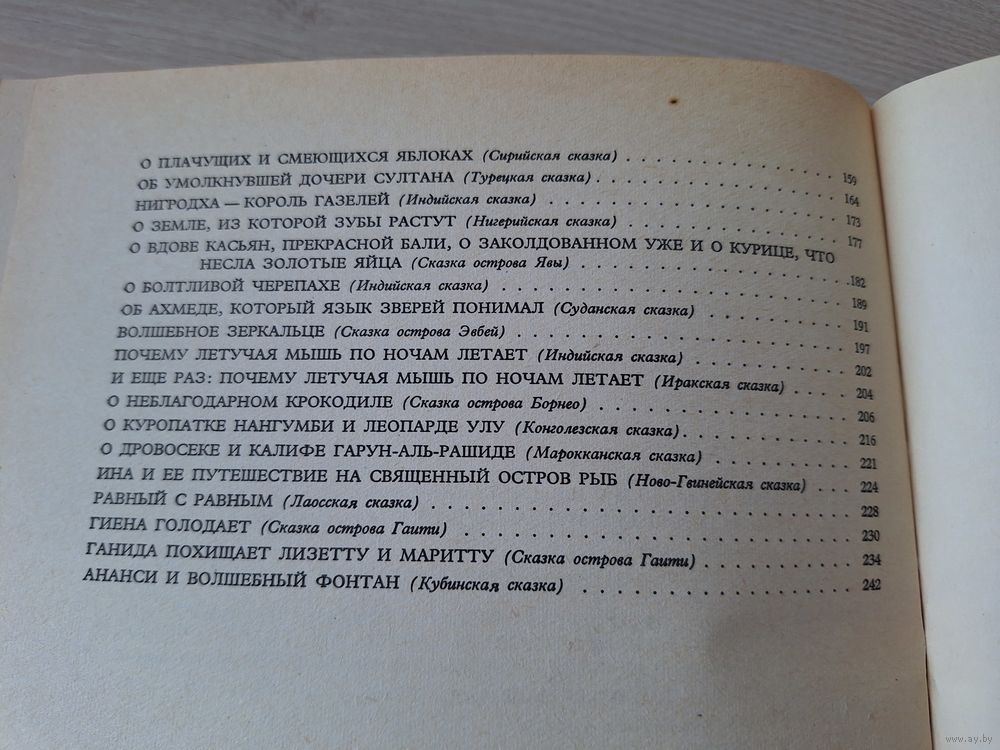 О ПЛАЧУЩИХ И СМЕЮЩИХСЯ ЯБЛОКАХ (Сирийская сказка) . . . . . . . . . . . . . 159
ОБ УМОЛКНУВШЕЙ ДОЧЕРИ СУЛТАНА (Турецкая сказка) . . . . . . . . . . . . . 164
НИГРОДХА — КОРОЛЬ ГАЗЕЛЕЙ (Индийская сказка) . . . . . . . . . . . . . 173
О ЗЕМЛЕ, ИЗ КОТОРОЙ ЗУБЫ РАСТУТ (Нигерийская сказка) . . . . . . . . . . . . . 177
О ВДОВЕ КАСЬЯН, ПРЕКРАСНОЙ БАЛИ, О ЗАКОЛДОВАННОМ УЖЕ И О КУРИЦЕ, ЧТО
НЕСЛА ЗОЛОТЫЕ ЯЙЦА (Сказка острова Явы) . . . . . . . . . . . . . 182
О БОЛТЛИВОЙ ЧЕРЕПАХЕ (Индийская сказка) . . . . . . . . . . . . . 189
ОБ АХМЕДЕ, КОТОРЫЙ ЯЗЫК ЗВЕРЕЙ ПОНИМАЛ (Суданская сказка) . . . . . . . . . . 191
ВОЛШЕБНОЕ ЗЕРКАЛЬЦЕ (Сказка острова Эвбей) . . . . . . . . . . . . . 197
ПОЧЕМУ ЛЕТУЧАЯ МЫШЬ ПО НОЧАМ ЛЕТАЕТ (Индийская сказка) . . . . . . . . . . 202
И ЕЩЕ РАЗ: ПОЧЕМУ ЛЕТУЧАЯ МЫШЬ ПО НОЧАМ ЛЕТАЕТ (Иракская сказка) . . . . 204
О НЕБЛАГОДАРНОМ КРОКОДИЛЕ (Сказка острова Борнео) . . . . . . . . . . . . . 206
О КУРОПАТКЕ НАНГУМБИ И ЛЕОПАРДЕ УЛУ (Конголезская сказка) . . . . . . . . . . 216
О ДРОВОСЕКЕ И КАЛИФЕ ГАРУН-АЛЬ-РАШИДЕ (Марокканская сказка) . . . . . . . . 221
ИНА И ЕЕ ПУТЕШЕСТВИЕ НА СВЯЩЕННЫЙ ОСТРОВ РЫБ (Ново-Гвинейская сказка) . . . 224
РАВНЫЙ С РАВНЫМ (Лаосская сказка) . . . . . . . . . . . . . 228
ГИЕНА ГОЛОДАЕТ (Сказка острова Гаити) . . . . . . . . . . . . . 230
ГАНИДА ПОХИЩАЕТ ЛИЗЕТТУ И МАРИТТУ (Сказка острова Гаити) . . . . . . . . . . 234
АНАНСИ И ВОЛШЕБНЫЙ ФОНТАН (Кубинская сказка) . . . . . . . . . . . . . 242
www.ay.by